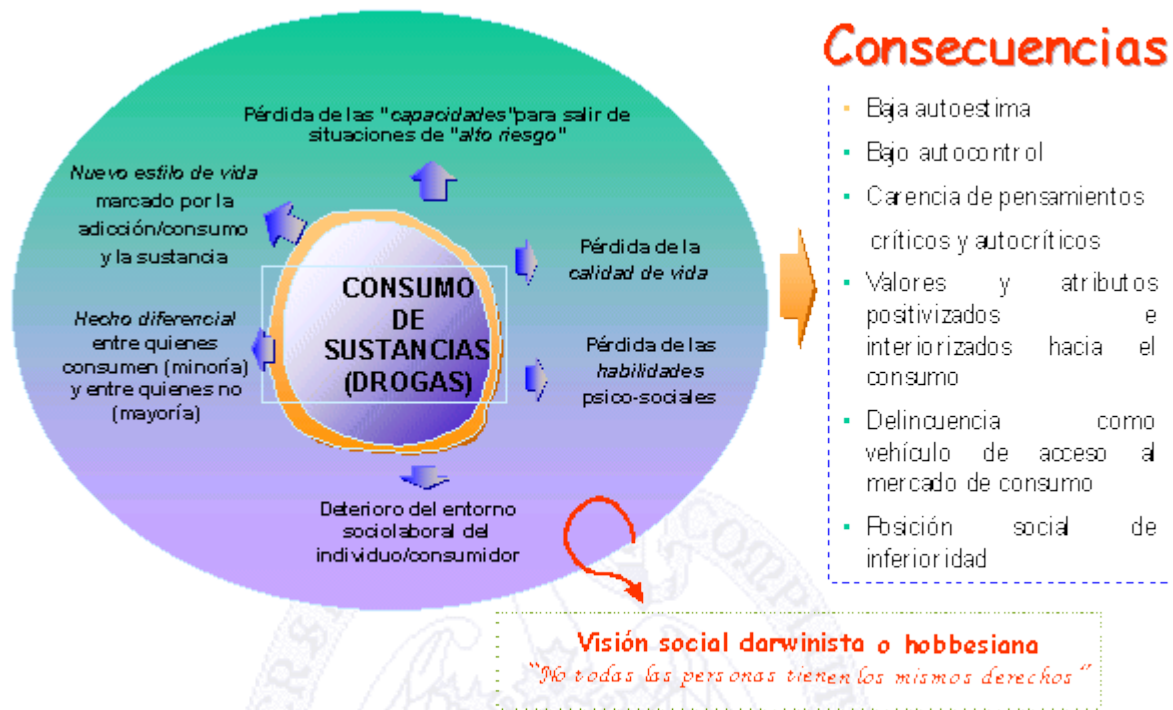 Pérdida de las "capacidades"para salir de
situaciones de "alto riesgo"
Nuevo estilo de vida
marcado por la
adicción/consumo
y la sustancia
Pérdida de la
calidad de vida
CONSUMO
DE
SUSTANCIAS
(DROGAS)
Hecho diferencial
entre quienes
consumen (minoría)
y entre quienes no
(mayoría)
Pérdida de las
habilidades
psico-sociales
Deterioro del entorno
sociolaboral del
individuo/consumidor
Consecuencias
Baja autoestima
Bajo autocontrol
Carencia de pensamientos
críticos y autocríticos
Valores y atributos
positivizados e
interiorizados hacia el
consumo
Delincuencia como
vehículo de acceso al
mercado de consumo
Posición social de
inferioridad
Visión social darwinista o hobbesiana
"No todas las personas tienen los mismos derechos"